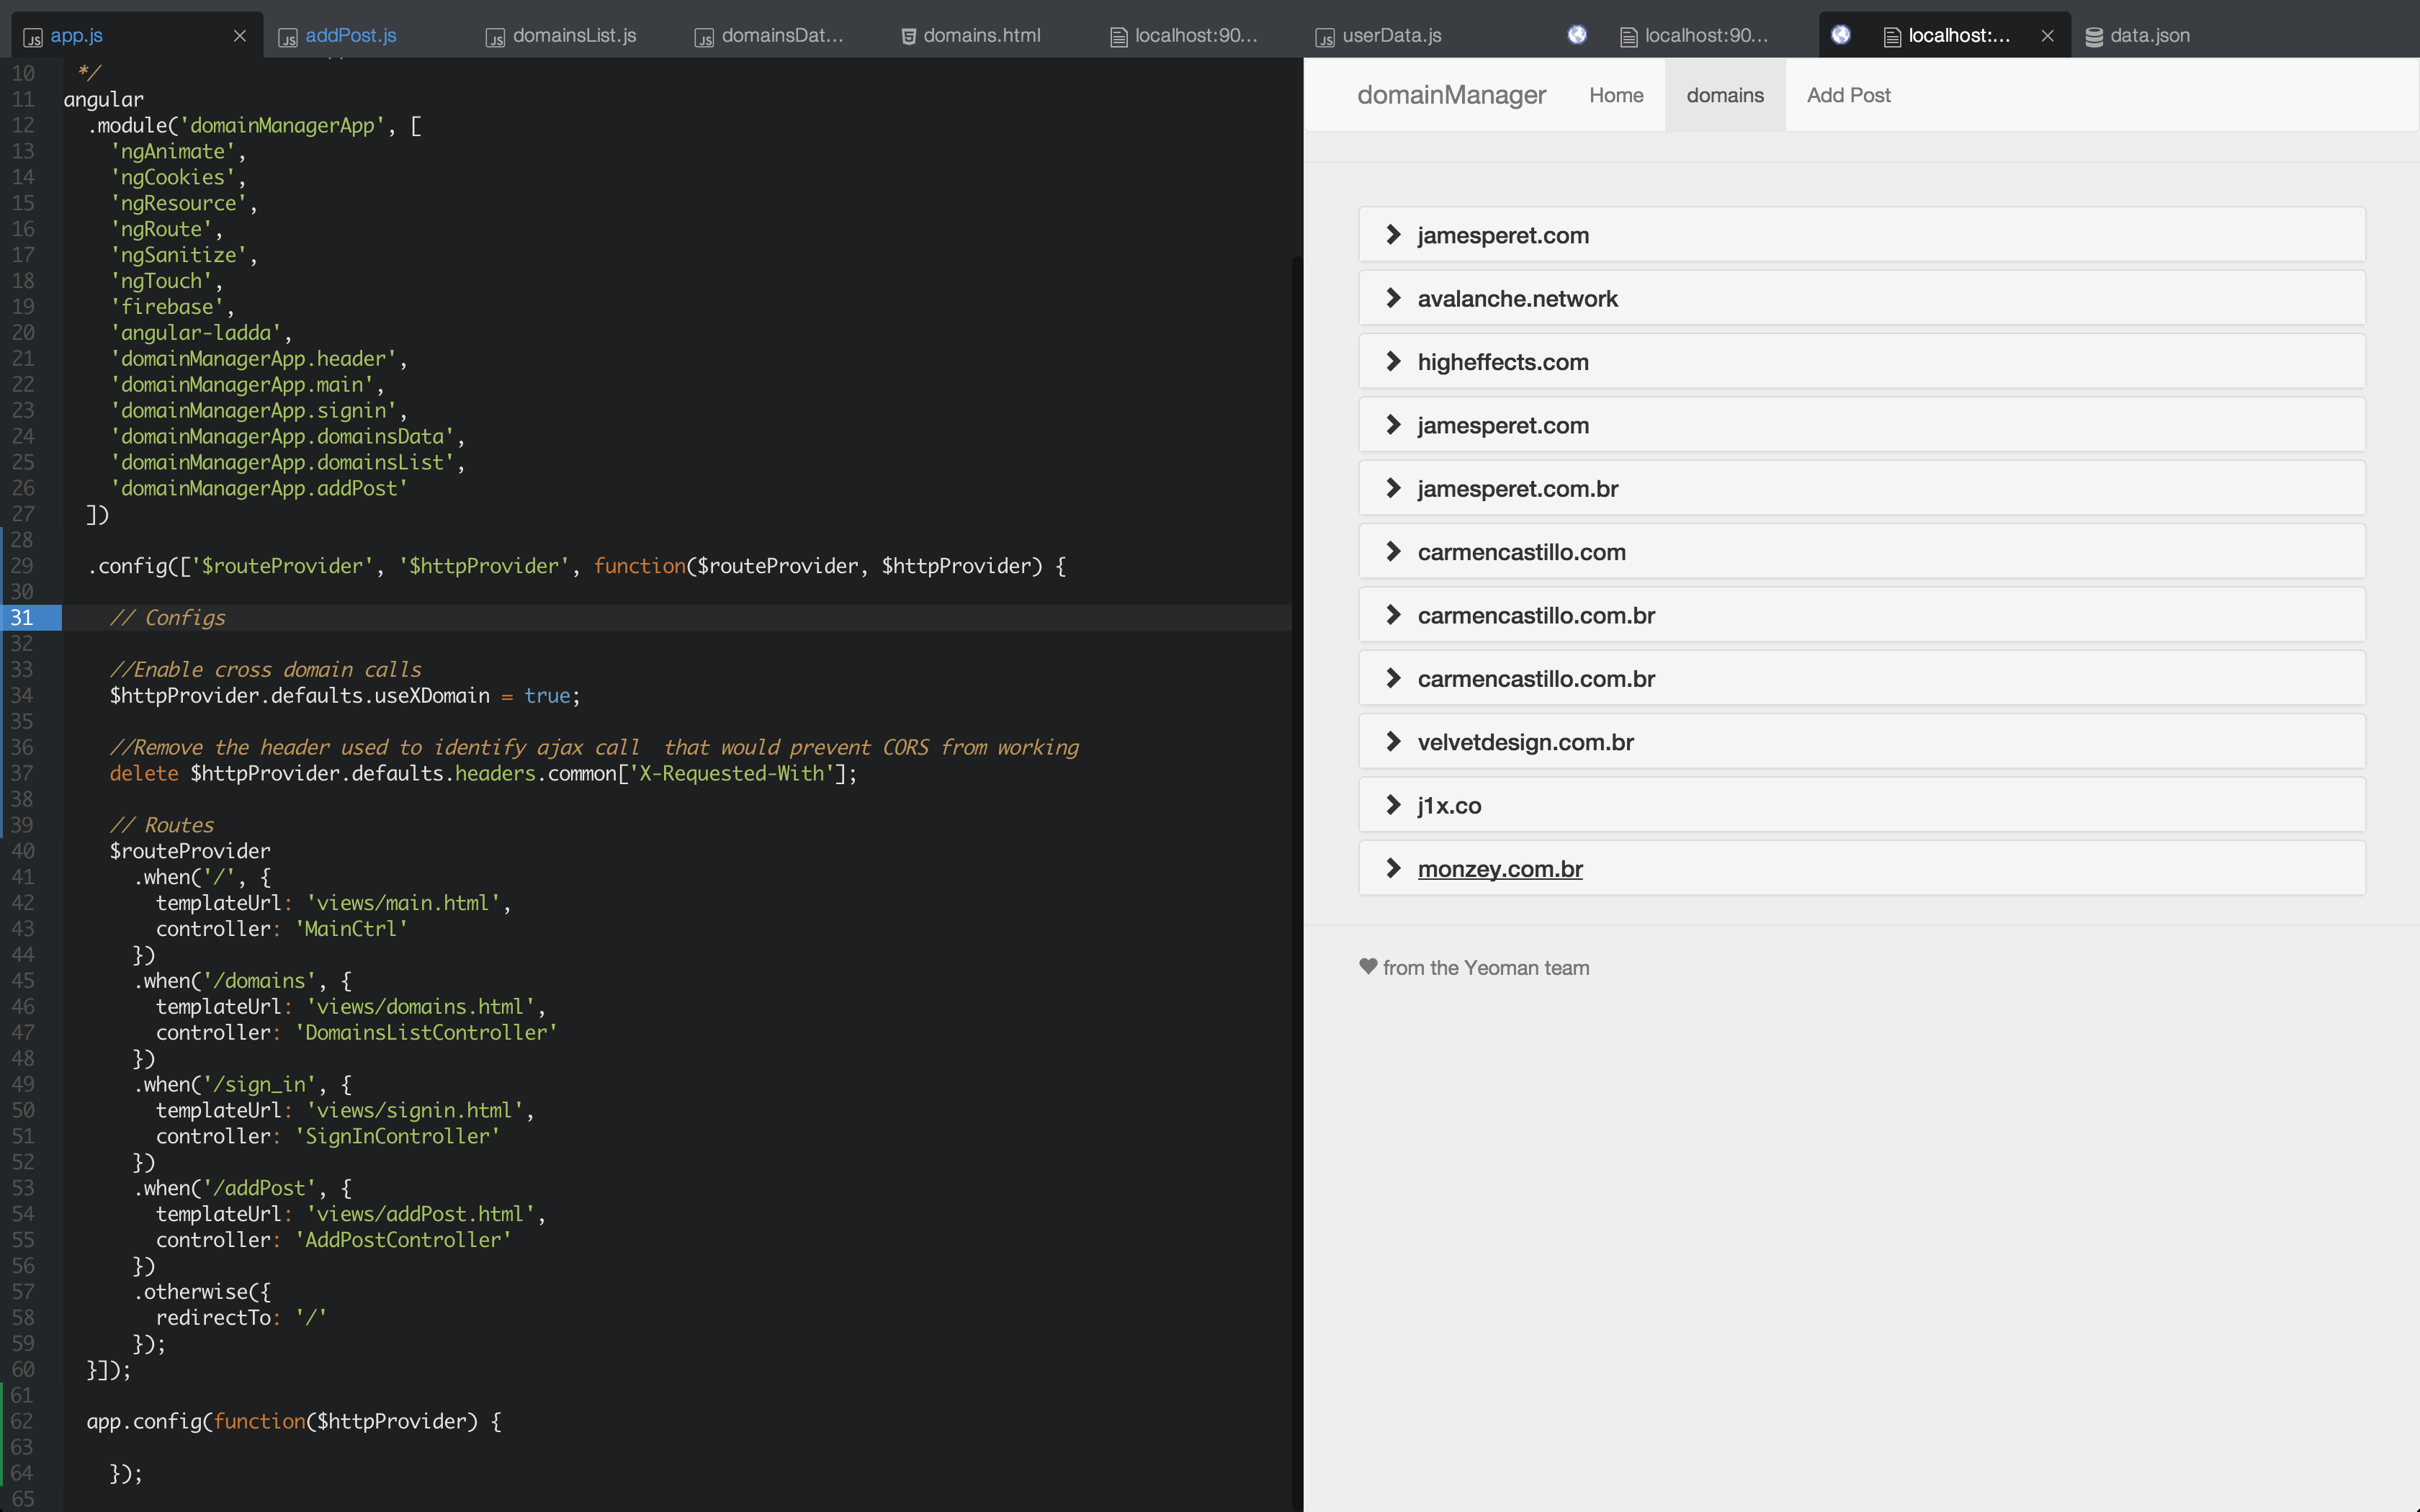 app.js
addPost.js
domainsList.js
domainsDat...
domains.html
localhost:90...
userData.js
localhost:90...
localhost:...
data.json
10 */
11 angular
12 .module('domainManagerApp', [
13 'ngAnimate',
14 'ngCookies',
15 'ngResource',
16 'ngRoute',
17 'ngSanitize',
18 'ngTouch',
19 'firebase',
20 'angular-ladda',
21 'domainManagerApp.header',
22 'domainManagerApp.main',
23 'domainManagerApp.signin',
24 'domainManagerApp.domainsData',
25 'domainManagerApp.domainsList',
26 'domainManagerApp.addPost'
27 ])
28
29 .config(['$routeProvider', '$httpProvider', function($routeProvider, $httpProvider) {
30
31 // Configs
32
33 //Enable cross domain calls
34 $httpProvider.defaults.useXDomain = true;
35
36 //Remove the header used to identify ajax call  that would prevent CORS from working
37 delete $httpProvider.defaults.headers.common['X-Requested-With'];
38
39 // Routes
40 $routeProvider
41 .when('/', {
42 templateUrl: 'views/main.html',
43 controller: 'MainCtrl'
44 })
45 .when('/domains', {
46 templateUrl: 'views/domains.html',
47 controller: 'DomainsListController'
48 })
49 .when('/sign_in', {
50 templateUrl: 'views/signin.html',
51 controller: 'SignInController'
52 })
53 .when('/addPost', {
54 templateUrl: 'views/addPost.html',
55 controller: 'AddPostController'
56 })
57 .otherwise({
58 redirectTo: '/'
59 });
60 }]);
61
62 app.config(function($httpProvider) {
63
64 });
65
domainManager Home domains Add Post
jamesperet.com
avalanche.network
higheffects.com
jamesperet.com
jamesperet.com.br
carmencastillo.com
carmencastillo.com.br
carmencastillo.com.br
velvetdesign.com.br
j1x.co
monzey.com.br
♥ from the Yeoman team